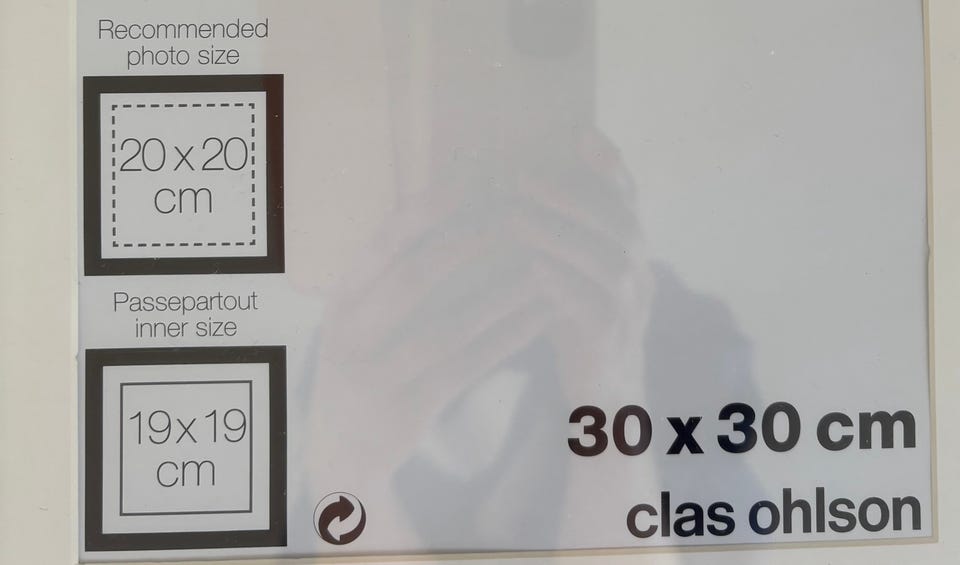 Recommended
photo size
20 x 20
cm
Passepartout
inner size
19 x 19
cm
30 x 30 cm
clas ohlson